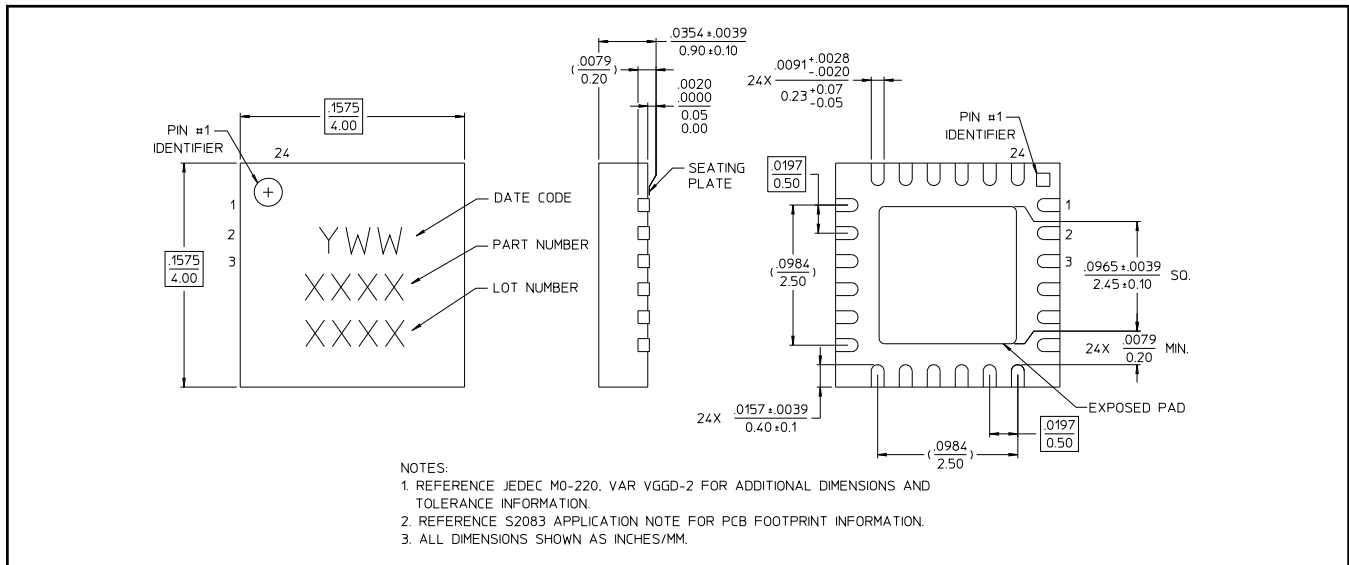 .1575
4.00
PIN #1
IDENTIFIER
24
1
2
3
.1575
4.00
YWW
XXXX
XXXX
DATE CODE
PART NUMBER
LOT NUMBER
.0354 ±.0039
0.90 ±0.10
(.0079
0.20)
.0020
.0000
0.05
0.00
SEATING
PLATE
24X .0091 +.0028 -.0020
0.23 +0.07 -0.05
PIN #1
IDENTIFIER
24
.0197
0.50
1
2
3
(.0984
2.50)
.0965±.0039
2.45±0.10 SQ.
24X .0079
0.20 MIN.
EXPOSED PAD
24X .0157±.0039
0.40 ±0.1
.0197
0.50
(.0984
2.50)
NOTES:
1. REFERENCE JEDEC MO-220, VAR VGGD-2 FOR ADDITIONAL DIMENSIONS AND
TOLERANCE INFORMATION.
2. REFERENCE S2083 APPLICATION NOTE FOR PCB FOOTPRINT INFORMATION.
3. ALL DIMENSIONS SHOWN AS INCHES/MM.